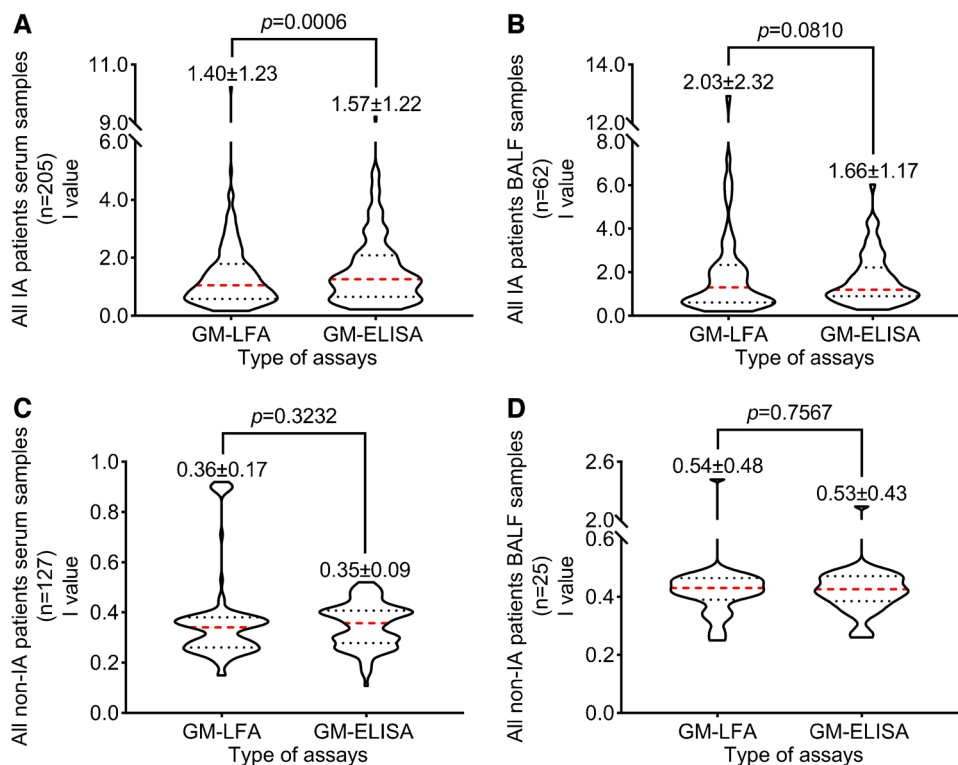 A
p=0.0006
11.0
9.0
6.0
4.0
2.0
0.0
1.40±1.23
1.57±1.22
All IA patients serum samples
(n=205)
I value
GM-LFA
GM-ELISA
Type of assays
B
p=0.0810
14.0
12.0
8.0
6.0
4.0
2.0
0.0
2.03±2.32
1.66±1.17
All IA patients BALF samples
(n=62)
I value
GM-LFA
GM-ELISA
Type of assays
C
p=0.3232
1.0
0.8
0.6
0.4
0.2
0.0
0.36±0.17
0.35±0.09
All non-IA patients serum samples
(n=127)
I value
GM-LFA
GM-ELISA
Type of assays
D
p=0.7567
2.6
2.0
0.6
0.4
0.2
0.0
0.54±0.48
0.53±0.43
All non-IA patients BALF samples
(n=25)
I value
GM-LFA
GM-ELISA
Type of assays